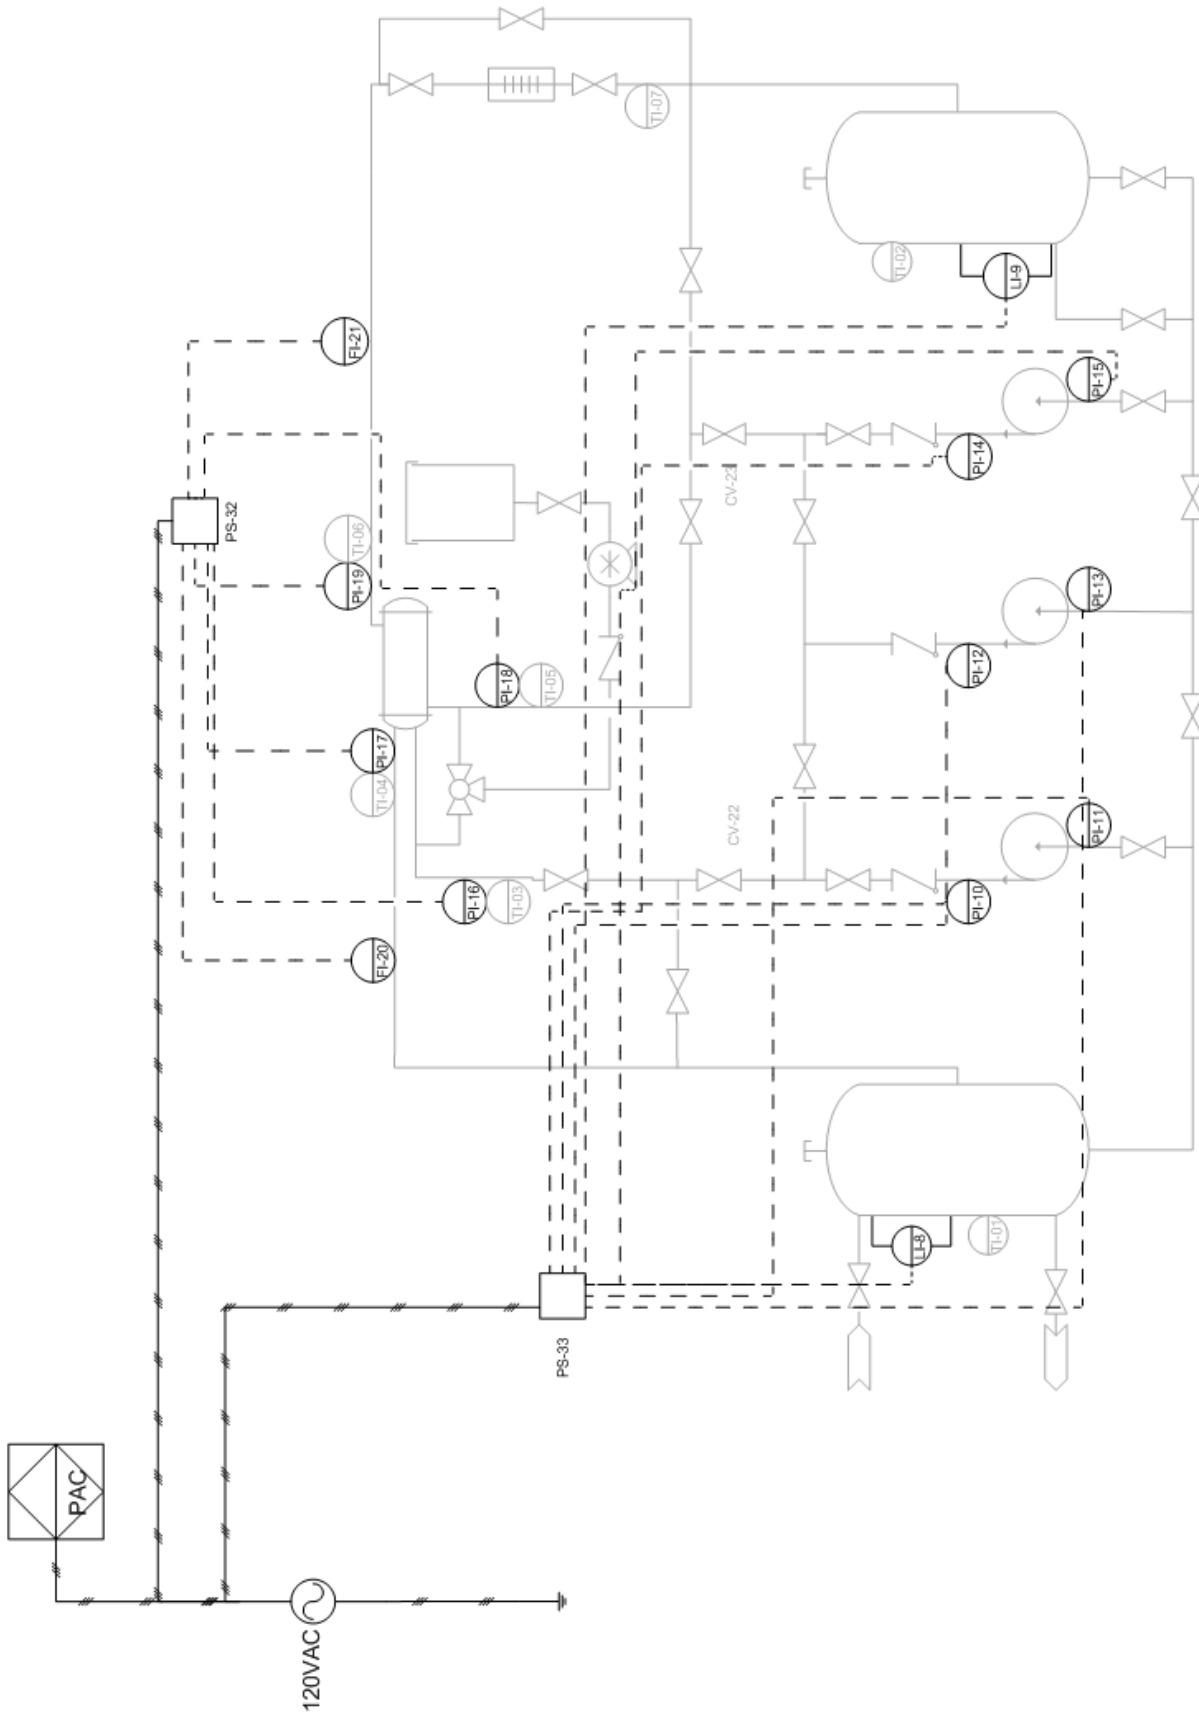 TI-07
TI-02
LI-9
FI-21
PI-15
PI-14
CV-23
PS-32
TI-06
PI-19
PI-13
PI-12
PI-18
TI-05
PI-17
TI-04
CV-22
PI-11
PI-16
TI-03
PI-10
FI-20
LI-8
TI-01
PS-33
PAC
120VAC